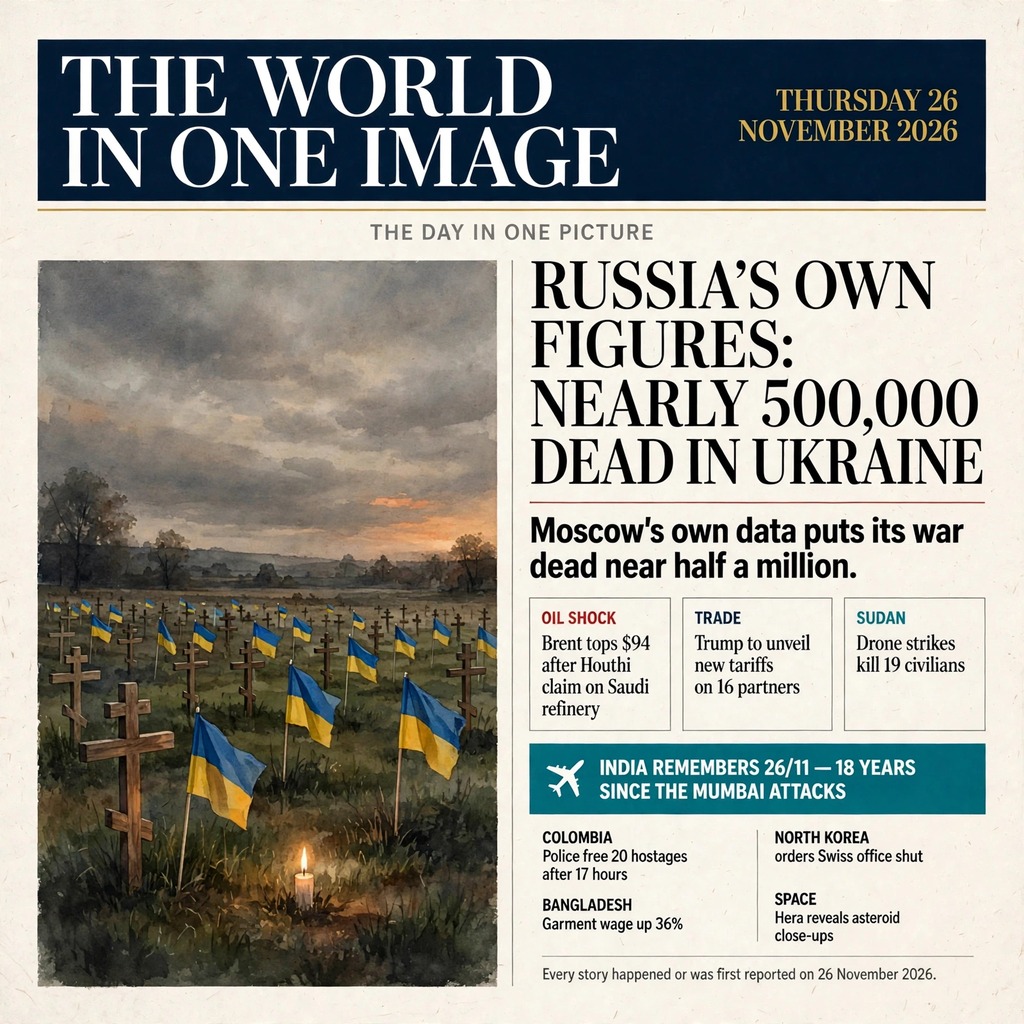 THE WORLD
IN ONE IMAGE
THURSDAY 26
NOVEMBER 2026
THE DAY IN ONE PICTURE
RUSSIA’S OWN
FIGURES:
NEARLY 500,000
DEAD IN UKRAINE
Moscow’s own data puts its war
dead near half a million.
OIL SHOCK
Brent tops $94
after Houthi
claim on Saudi
refinery
TRADE
Trump to unveil
new tariffs
on 16 partners
SUDAN
Drone strikes
kill 19 civilians
INDIA REMEMBERS 26/11 — 18 YEARS
SINCE THE MUMBAI ATTACKS
COLOMBIA
Police free 20 hostages
after 17 hours
BANGLADESH
Garment wage up 36%
NORTH KOREA
orders Swiss office shut
SPACE
Hera reveals asteroid
close-ups
Every story happened or was first reported on 26 November 2026.